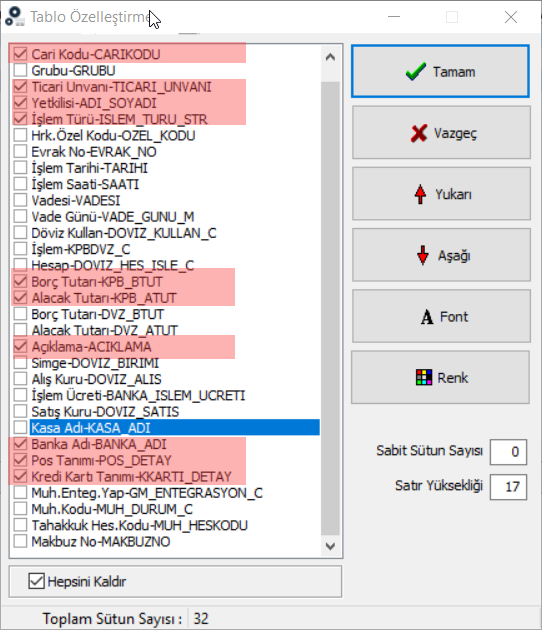 Tablo Özelleştirme
Cari Kodu-CARIKODU
Grubu-GRUBU
Ticari Unvanı-TICARI_UNVANI
Yetkilisi-ADI_SOYADI
İşlem Türü-ISLEM_TURU_STR
Hrk.Özel Kodu-OZEL_KODU
Evrak No-EVRAK_NO
İşlem Tarihi-TARIHI
İşlem Saati-SAATI
Vadesi-VADESI
Vade Günü-VADE_GUNU_M
Döviz Kullan-DOVIZ_KULLAN_C
İşlem-KPBDVZ_C
Hesap-DOVIZ_HES_ISLE_C
Borç Tutarı-KPB_BTUT
Alacak Tutarı-KPB_ATUT
Borç Tutarı-DVZ_BTUT
Alacak Tutarı-DVZ_ATUT
Açıklama-ACIKLAMA
Simge-DOVIZ_BIRIMI
Alış Kuru-DOVIZ_ALIS
İşlem Ücreti-BANKA_ISLEM_UCRETI
Satış Kuru-DOVIZ_SATIS
Kasa Adı-KASA_ADI
Banka Adı-BANKA_ADI
Pos Tanımı-POS_DETAY
Kredi Kartı Tanımı-KKARTI_DETAY
Muh.Enteg.Yap-GM_ENTEGRASYON_C
Muh.Kodu-MUH_DURUM_C
Tahakkuk Hes.Kodu-MUH_HESKODU
Makbuz No-MAKBUZNO
Hepsini Kaldır
Tamam
Vazgeç
Yukarı
Aşağı
A Font
Renk
Sabit Sütun Sayısı 0
Satır Yüksekliği 17
Toplam Sütun Sayısı : 32